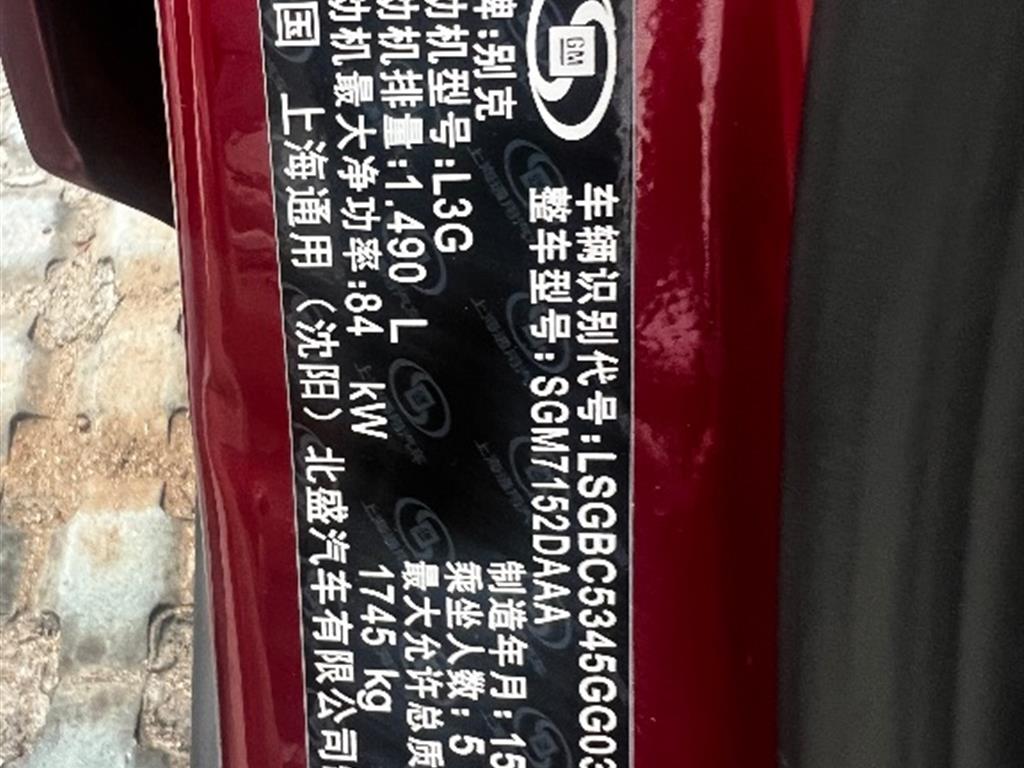 GM
车辆识别代号:LSGBC5345GG03
整车型号:SGM7152DAAA
牌:别克
制造年月:15
动机型号:L3G
乘坐人数:5
动机排量:1.490 L
最大允许总质
动机最大净功率:84 kW
1745 kg
国 上海通用(沈阳)北盛汽车有限公司